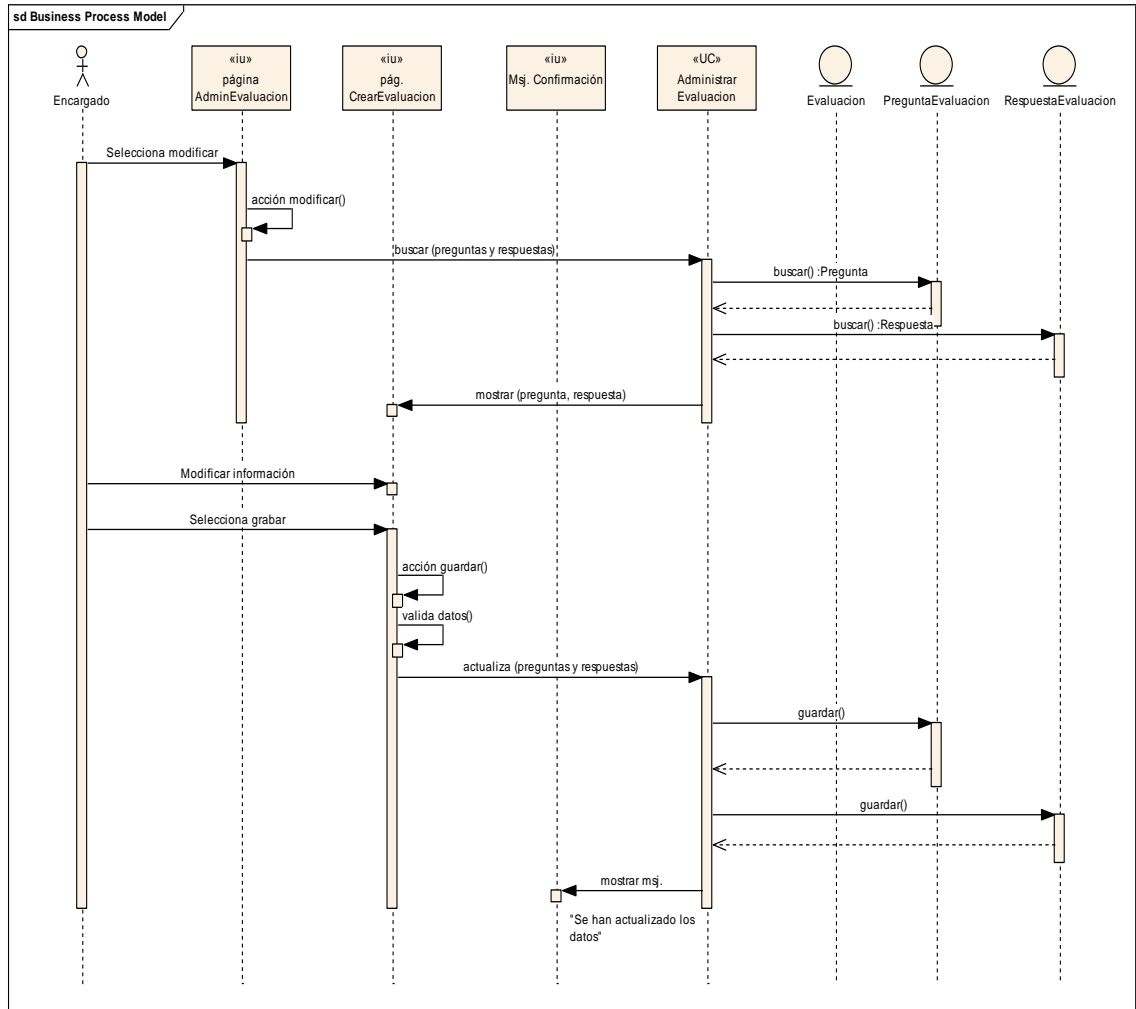 sd Business Process Model
Encargado
«iu»
página
AdminEvaluacion
«iu»
pág.
CrearEvaluacion
«iu»
Msj. Confirmación
«UC»
Administrar
Evaluacion
Evaluacion
PreguntaEvaluacion
RespuestaEvaluacion
Selecciona modificar
acción modificar()
buscar (preguntas y respuestas)
buscar() :Pregunta
buscar() :Respuesta
mostrar (pregunta, respuesta)
Modificar información
Selecciona grabar
acción guardar()
valida datos()
actualiza (preguntas y respuestas)
guardar()
guardar()
mostrar msj.
"Se han actualizado los
datos"